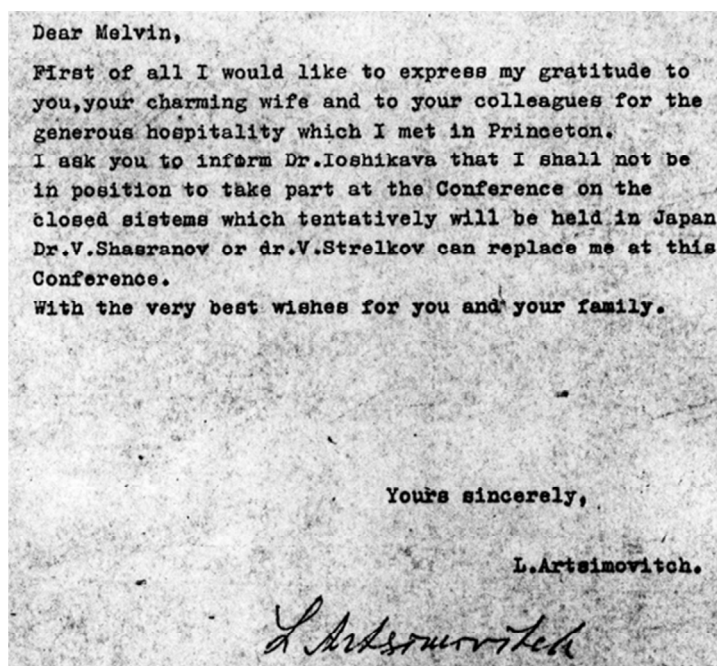 Dear Melvin,
First of all I would like to express my gratitude to
you,your charming wife and to your colleagues for the
generous hospitality which I met in Princeton.
I ask you to inform Dr.Ioshikava that I shall not be
in position to take part at the Conference on the
closed sistems which tentatively will be held in Japan
Dr.V.Shasranov or dr.V.Strelkov can replace me at this
Conference.
With the very best wishes for you and your family.
Yours sincerely,
L.Artsimovitch.
L Artsimovitch